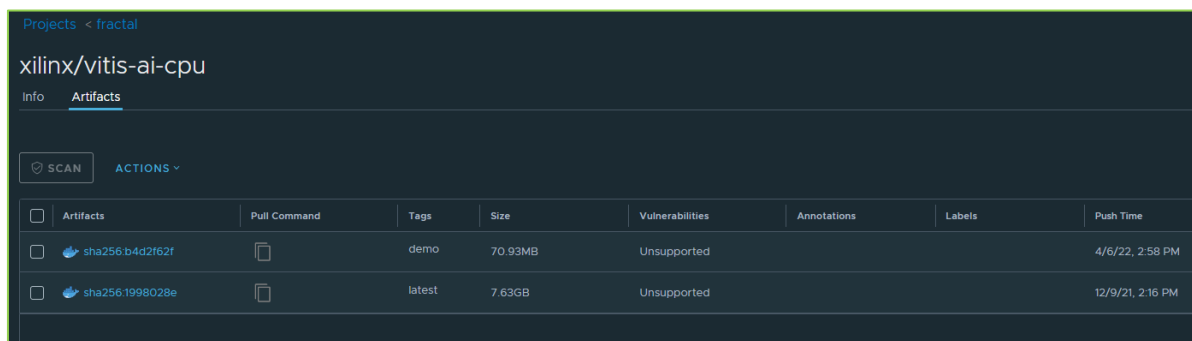 Projects < fractal
xilinx/vitis-ai-cpu
Info Artifacts
SCAN ACTIONS
Artifacts Pull Command Tags Size Vulnerabilities Annotations Labels Push Time
sha256:b4d2f62f demo 70.93MB Unsupported 4/6/22, 2:58 PM
sha256:1998028e latest 7.63GB Unsupported 12/9/21, 2:16 PM